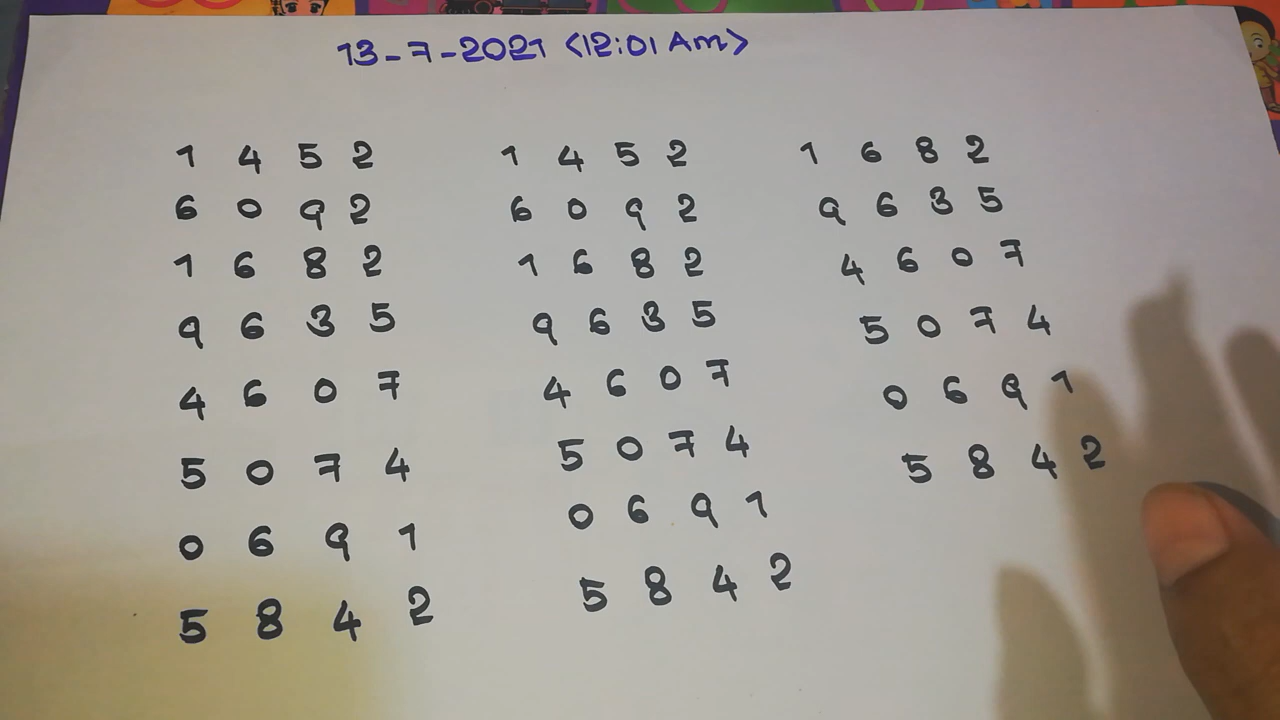 13-7-2021 <12:01 Am>
1 4 5 2 1 4 5 2 1 6 8 2
6 0 9 2 6 0 9 2 9 6 3 5
1 6 8 2 1 6 8 2 4 6 0 7
9 6 3 5 9 6 3 5 5 0 7 4
4 6 0 7 4 6 0 7 0 6 9 1
5 0 7 4 5 0 7 4 5 8 4 2
0 6 9 1 0 6 9 1
5 8 4 2 5 8 4 2